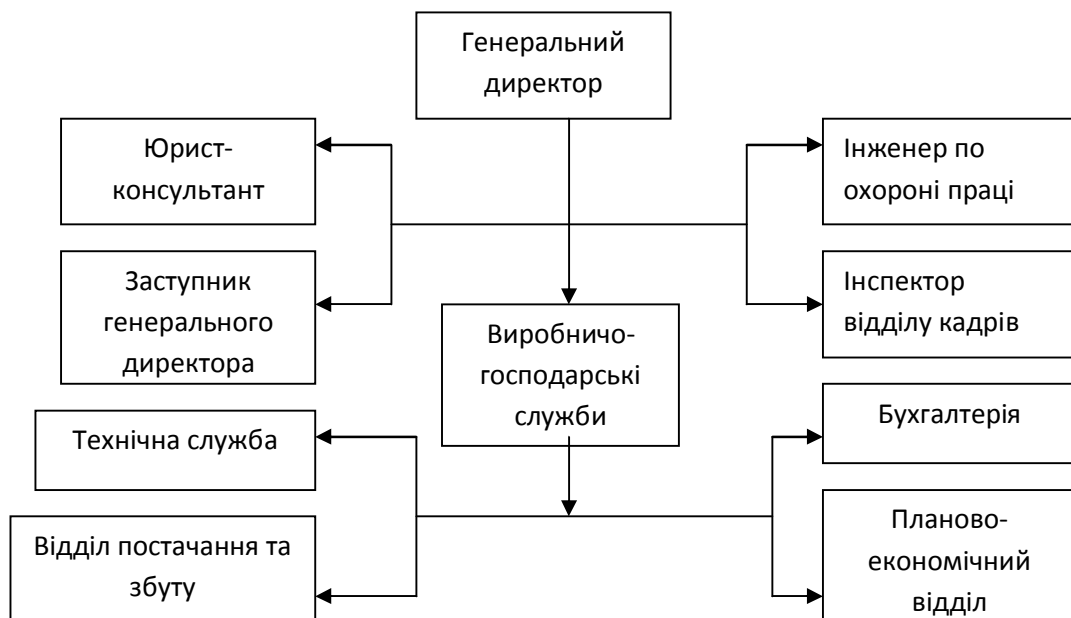 Генеральний
директор
Юрист-
консультант
Інженер по
охороні праці
Заступник
генерального
директора
Інспектор
відділу кадрів
Виробничо-
господарські
служби
Технічна служба
Бухгалтерія
Відділ постачання та
збуту
Планово-
економічний
відділ